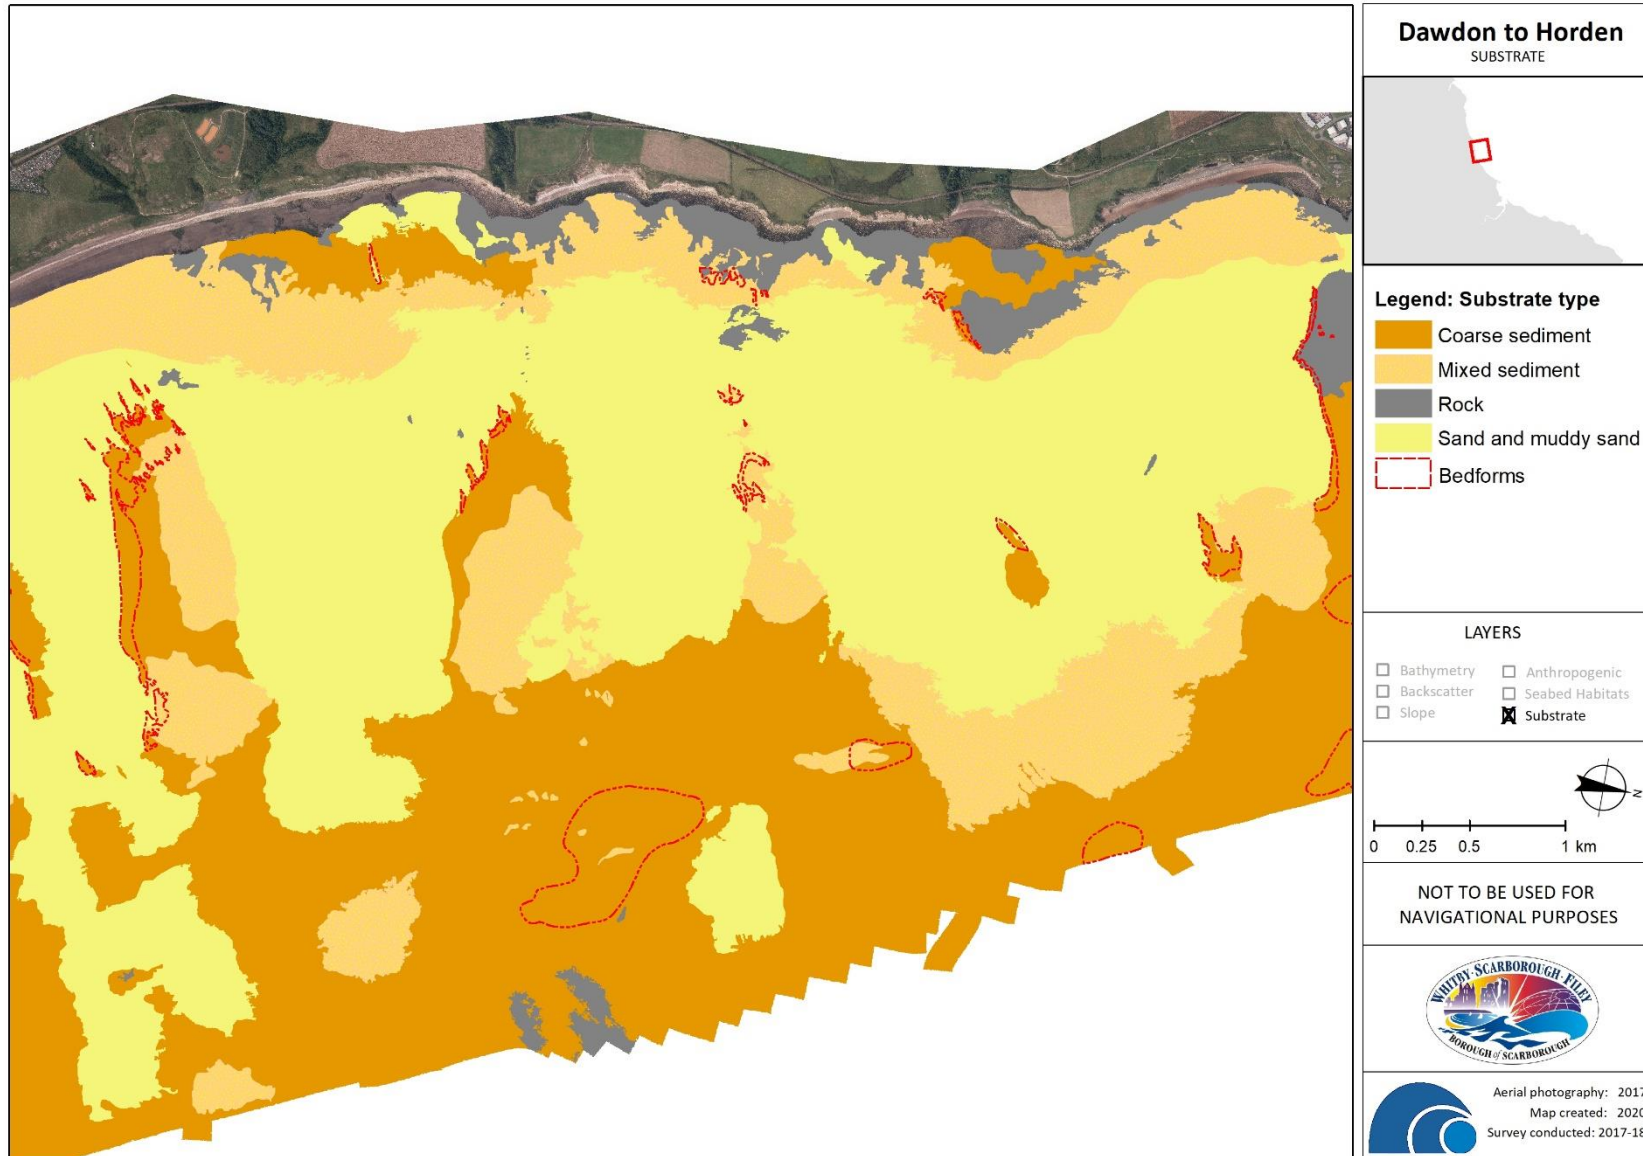 Dawdon to Horden
SUBSTRATE
Legend: Substrate type
Coarse sediment
Mixed sediment
Rock
Sand and muddy sand
Bedforms
LAYERS
Bathymetry
Anthropogenic
Backscatter
Seabed Habitats
Slope
Substrate
N
0 0.25 0.5 1 km
NOT TO BE USED FOR
NAVIGATIONAL PURPOSES
WHITBY·SCARBOROUGH·FILEY
BOROUGH of SCARBOROUGH
Aerial photography: 2017
Map created: 2020
Survey conducted: 2017-18